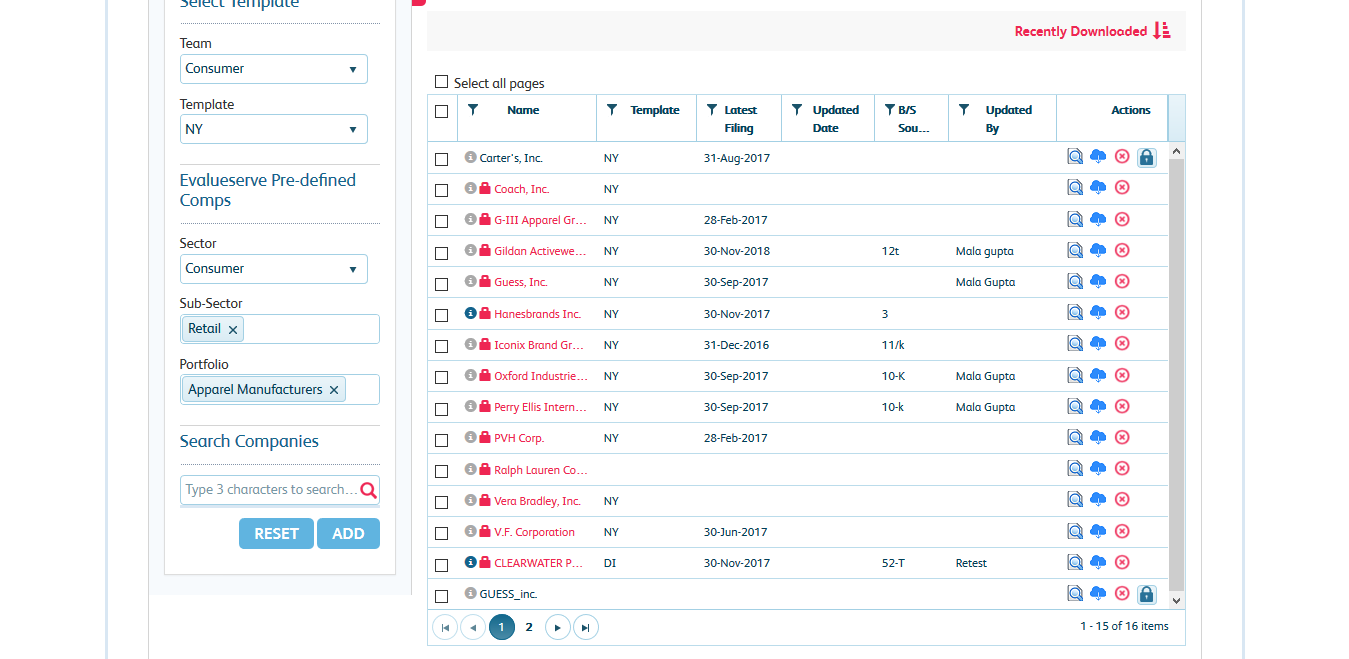 Select Template
Team
Consumer
Template
NY
Evalueserve Pre-defined
Comps
Sector
Consumer
Sub-Sector
Retail
Portfolio
Apparel Manufacturers
Search Companies
Type 3 characters to search...
RESET ADD
Recently Downloaded
Select all pages
Name Template Latest Filing Updated Date B/S Sou... Updated By Actions
Carter's, Inc. NY 31-Aug-2017
Coach, Inc. NY
G-III Apparel Gr... NY 28-Feb-2017
Gildan Activewe... NY 30-Nov-2018 12t Mala gupta
Guess, Inc. NY 30-Sep-2017 Mala Gupta
Hanesbrands Inc. NY 30-Nov-2017 3
Iconix Brand Gr... NY 31-Dec-2016 11/k
Oxford Industrie... NY 30-Sep-2017 10-K Mala Gupta
Perry Ellis Intern... NY 30-Sep-2017 10-k Mala Gupta
PVH Corp. NY 28-Feb-2017
Ralph Lauren Co...
Vera Bradley, Inc. NY
V.F. Corporation NY 30-Jun-2017
CLEARWATER P... DI 30-Nov-2017 52-T Retest
GUESS_inc.
1 2
1 - 15 of 16 items